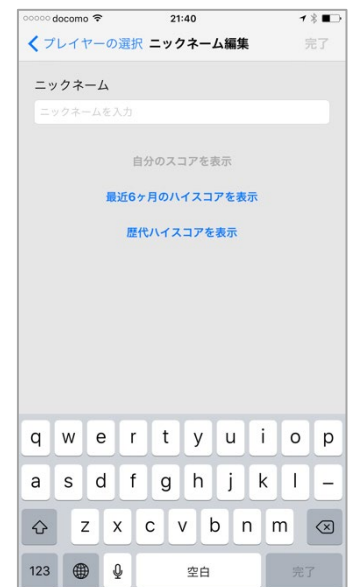 docomo 21:40
プレイヤーの選択 ニックネーム編集 完了
ニックネーム
ニックネームを入力
自分のスコアを表示
最近6ヶ月のハイスコアを表示
歴代ハイスコアを表示
q w e r t y u i o p
a s d f g h j k l –
z x c v b n m
123 空白 完了